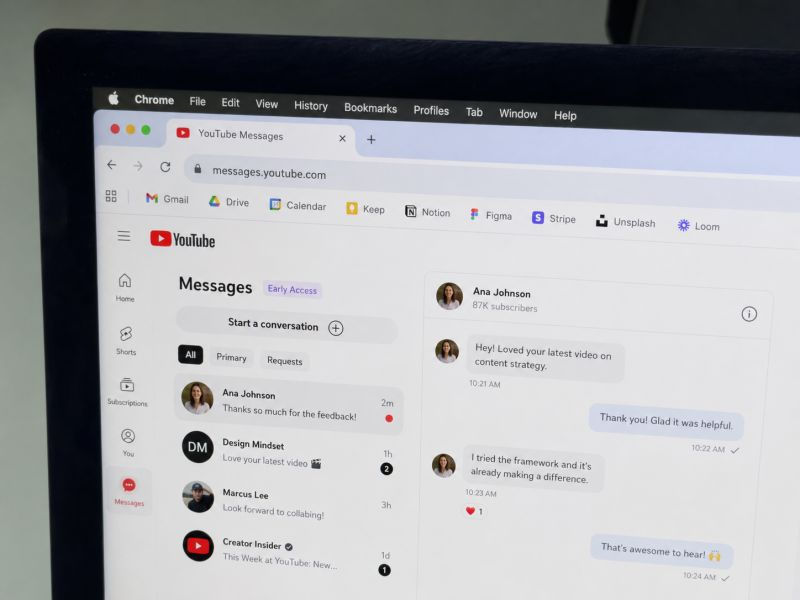 Chrome File Edit View History Bookmarks Profiles Tab Window Help
YouTube Messages
messages.youtube.com
Gmail Drive Calendar Keep Notion Figma Stripe Unsplash Loom
YouTube
Home
Shorts
Subscriptions
You
Messages
Messages Early Access
Start a conversation
All Primary Requests
Ana Johnson 2m
Thanks so much for the feedback!
DM
Design Mindset 1h
Love your latest video 🎬 2
Marcus Lee
Look forward to collabing! 3h
Creator Insider 1d
This Week at YouTube: New... 1
Ana Johnson
87K subscribers
Hey! Loved your latest video on
content strategy.
10:21 AM
Thank you! Glad it was helpful.
10:22 AM ✓
I tried the framework and it's
already making a difference.
10:23 AM
❤️ 1
That's awesome to hear! 🙌
10:24 AM ✓